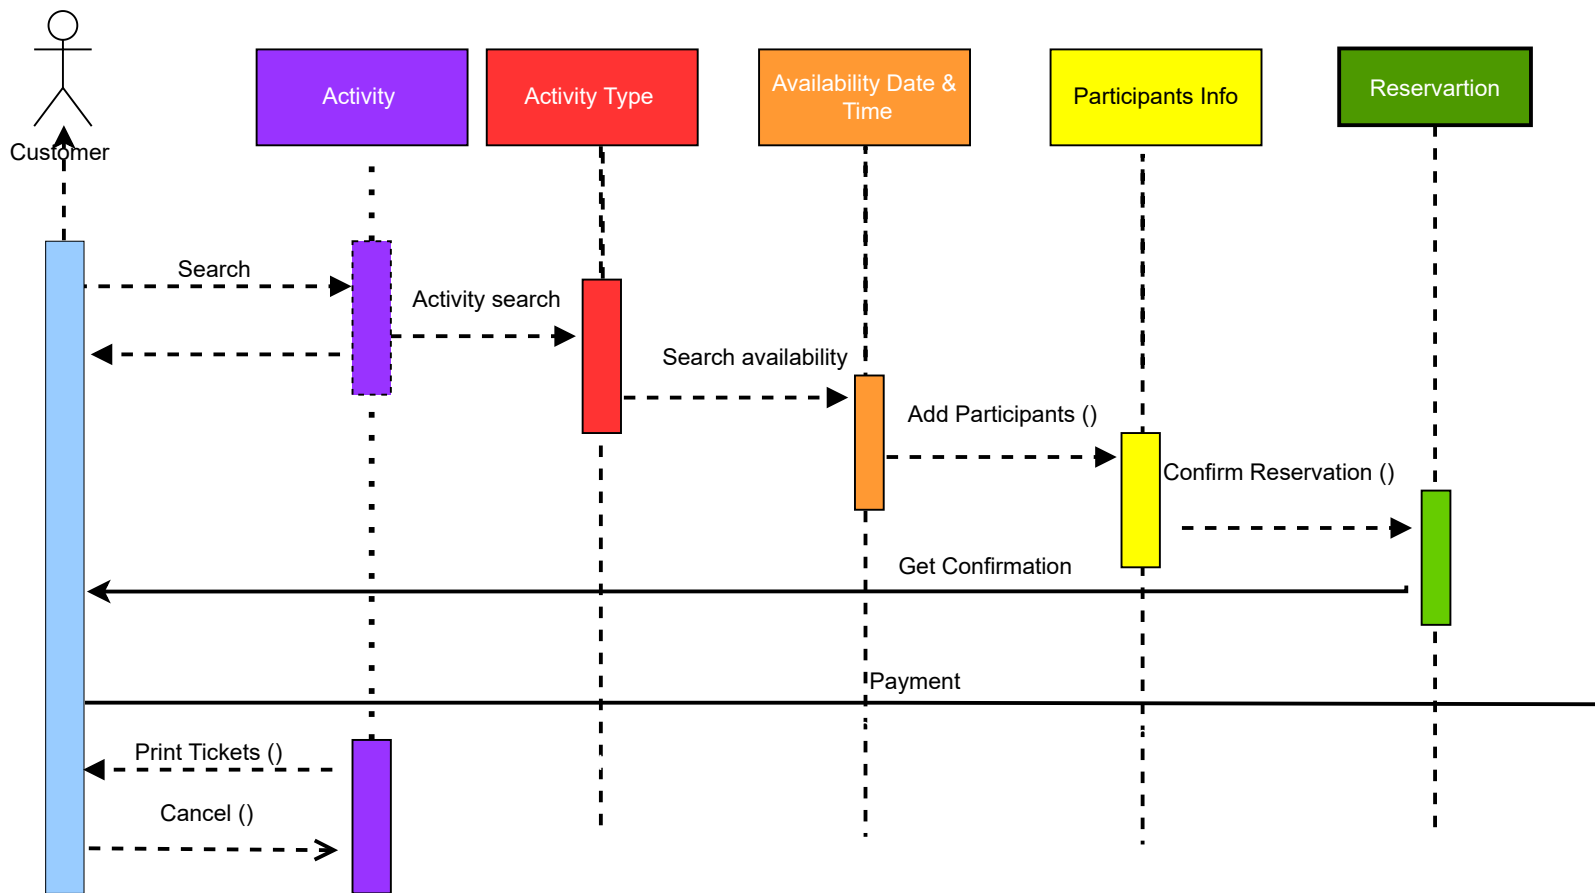 Customer
Activity
Activity Type
Availability Date &
Time
Participants Info
Reservartion
Search
Activity search
Search availability
Add Participants ()
Confirm Reservation ()
Get Confirmation
Payment
Print Tickets ()
Cancel ()